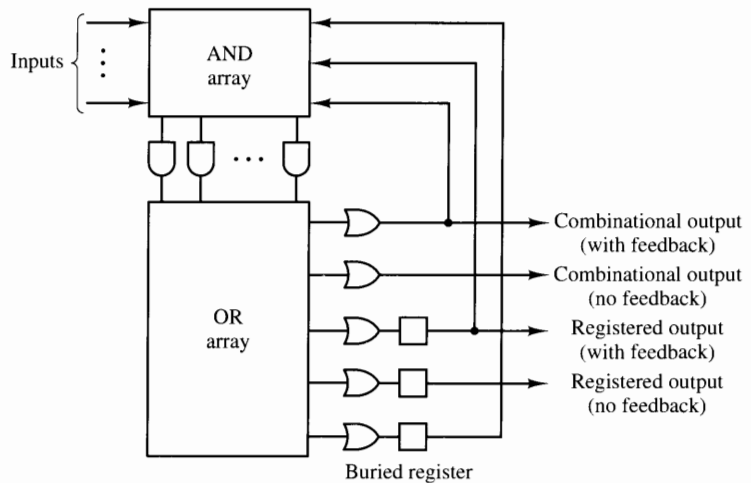 AND
array
Inputs
OR
array
Combinational output
(with feedback)
Combinational output
(no feedback)
Registered output
(with feedback)
Registered output
(no feedback)
Buried register